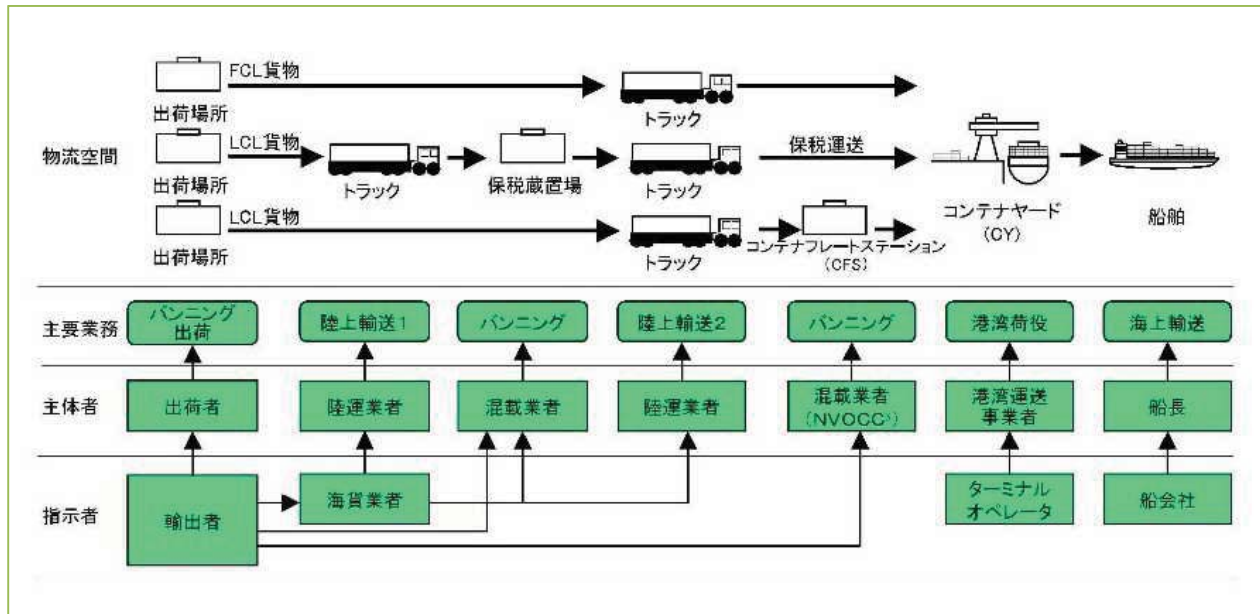 FCL貨物
出荷場所
トラック
物流空間
LCL貨物
出荷場所
トラック
保税蔵置場
トラック
保税運送
コンテナヤード
(CY)
船舶
LCL貨物
出荷場所
トラック
コンテナフレートステーション
(CFS)
主要業務
バンニング
出荷
陸上輸送1
バンニング
陸上輸送2
バンニング
港湾荷役
海上輸送
主体者
出荷者
陸運業者
混載業者
陸運業者
混載業者
(NVOCC)
港湾運送
事業者
船長
指示者
輸出者
海貨業者
ターミナル
オペレータ
船会社